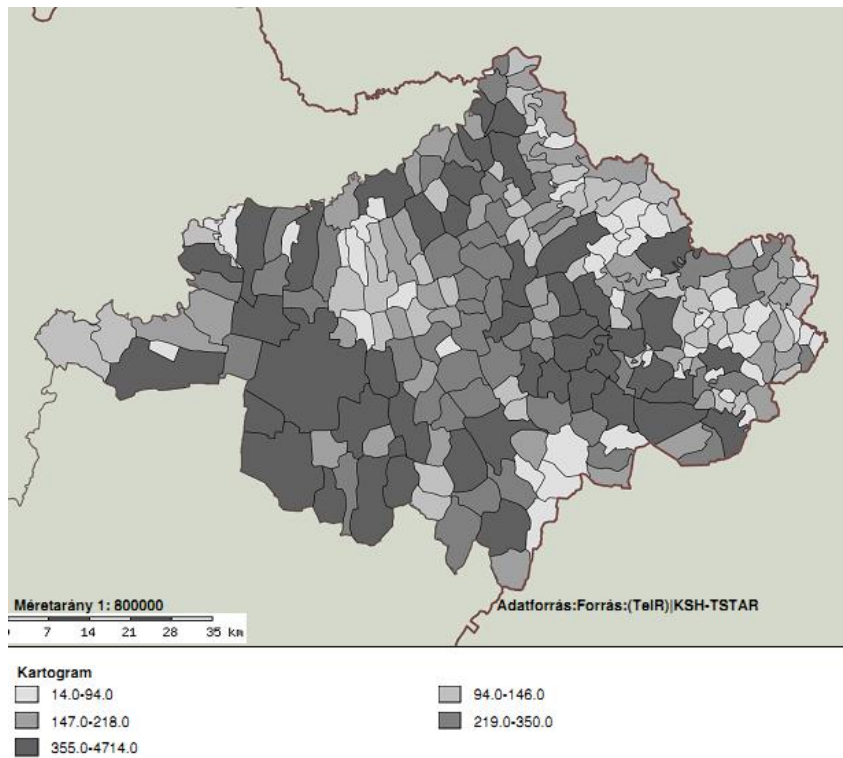 Méretarány 1: 800000
Adatforrás:Forrás:(TeIR)|KSH-TSTAR
7 14 21 28 35 km
Kartogram
14.0-94.0
94.0-146.0
147.0-218.0
219.0-350.0
355.0-4714.0